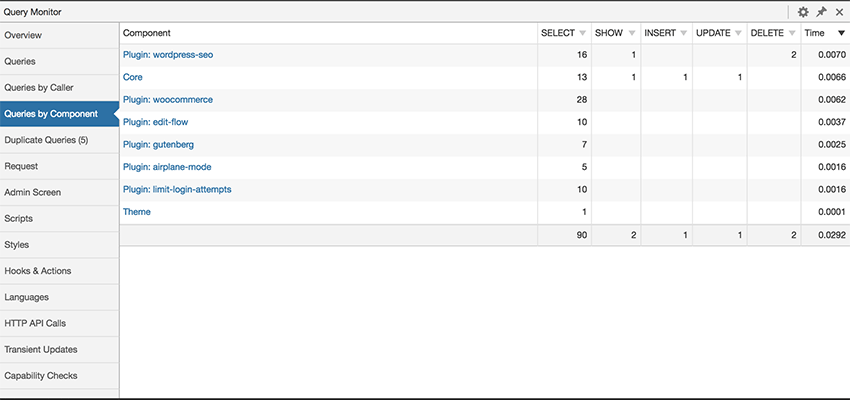 Query Monitor
Overview
Queries
Queries by Caller
Queries by Component
Duplicate Queries (5)
Request
Admin Screen
Scripts
Styles
Hooks & Actions
Languages
HTTP API Calls
Transient Updates
Capability Checks
Component SELECT SHOW INSERT UPDATE DELETE Time
Plugin: wordpress-seo 16 1 2 0.0070
Core 13 1 1 1 0.0066
Plugin: woocommerce 28 0.0062
Plugin: edit-flow 10 0.0037
Plugin: gutenberg 7 0.0025
Plugin: airplane-mode 5 0.0016
Plugin: limit-login-attempts 10 0.0016
Theme 1 0.0001
90 2 1 1 2 0.0292